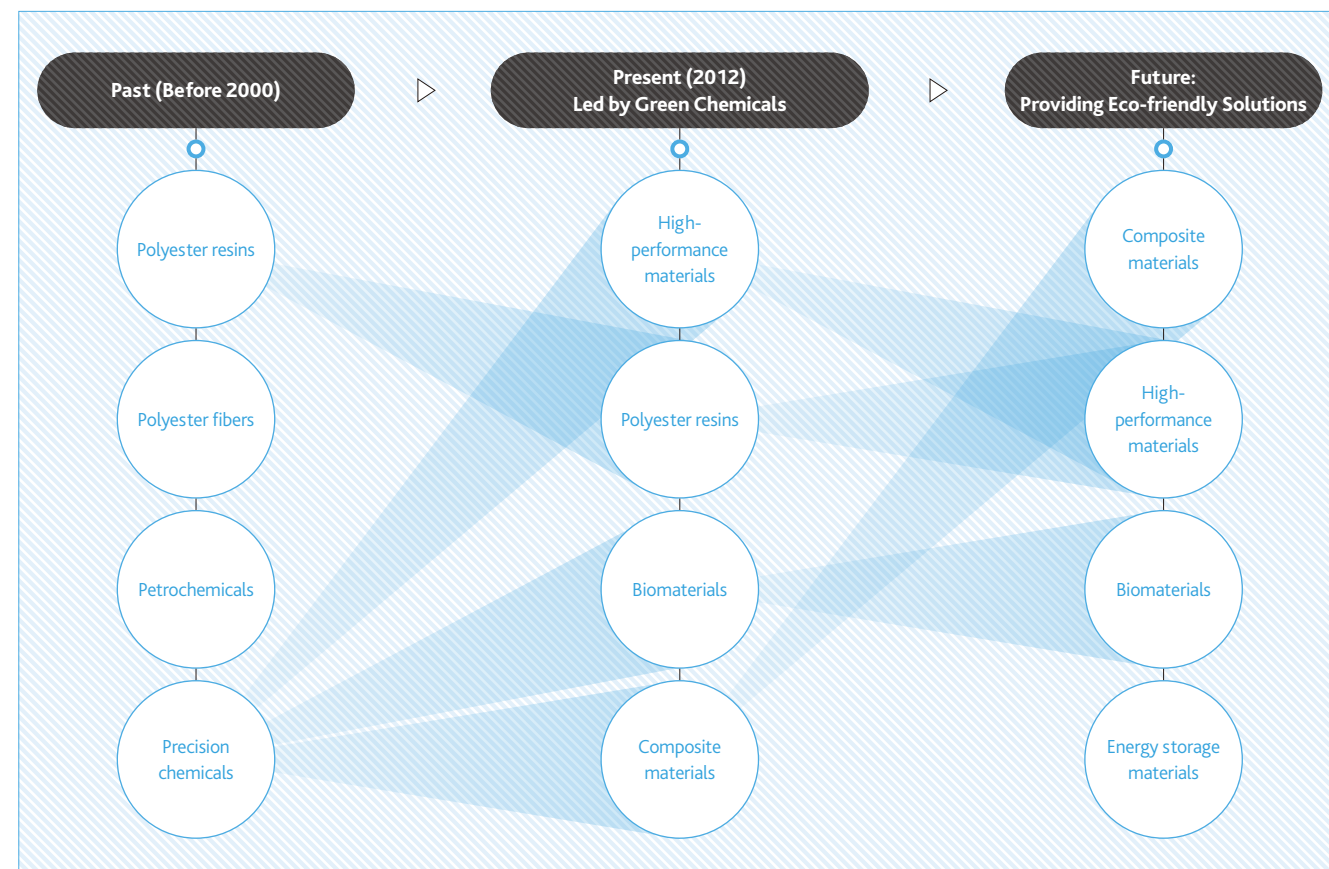 Past (Before 2000)
Present (2012)
Led by Green Chemicals
Future:
Providing Eco-friendly Solutions
Polyester resins
Polyester fibers
Petrochemicals
Precision
chemicals
High-
performance
materials
Polyester resins
Biomaterials
Composite
materials
Composite
materials
High-
performance
materials
Biomaterials
Energy storage
materials